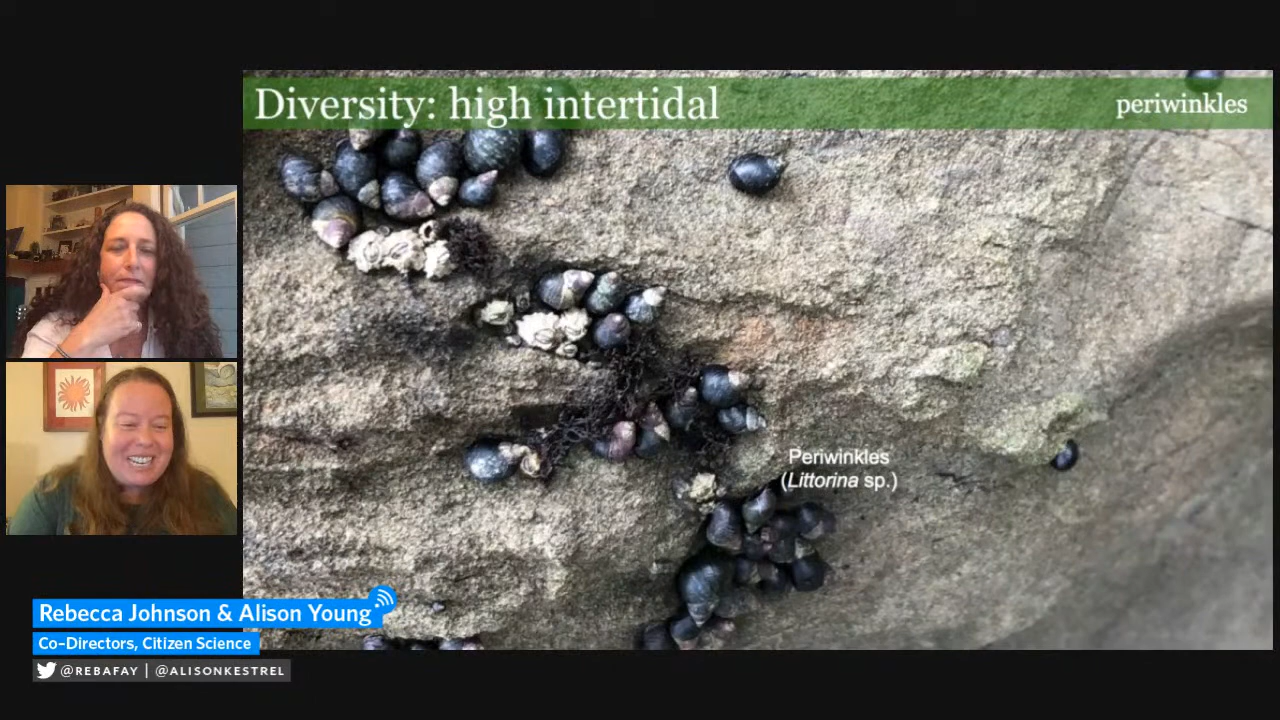 Diversity: high intertidal
periwinkles
Periwinkles
(Littorina sp.)
Rebecca Johnson & Alison Young
Co-Directors, Citizen Science
@REBAFAY | @ALISONKESTREL